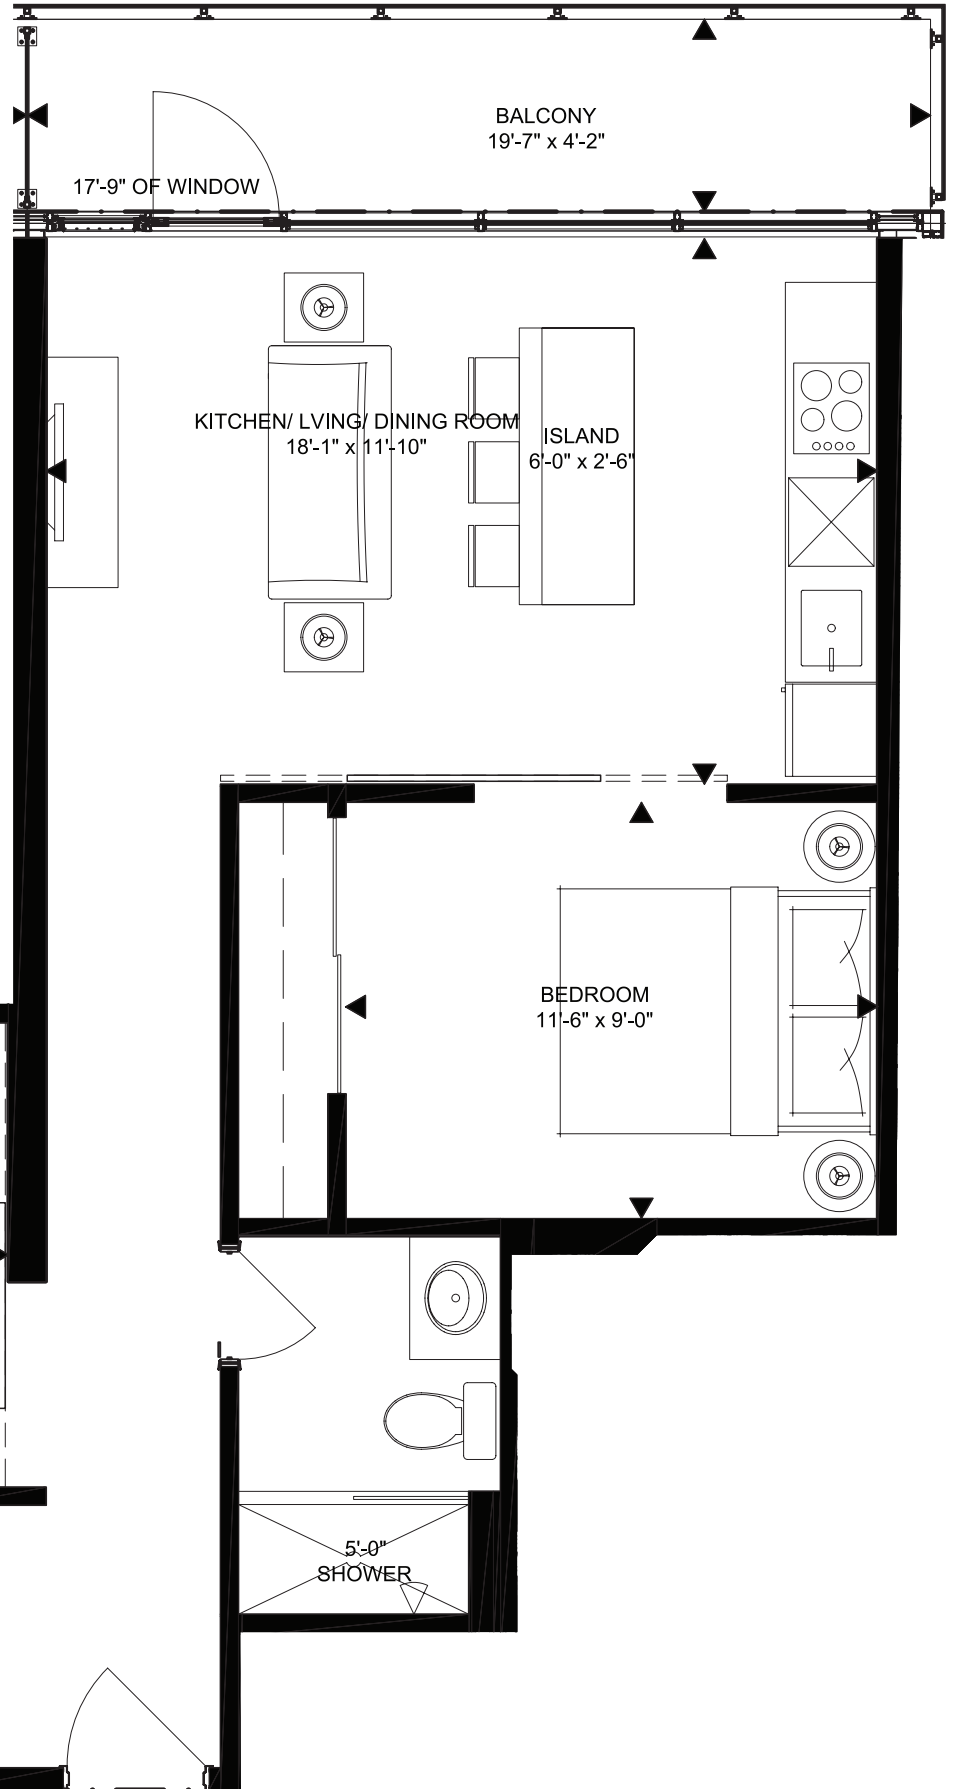 BALCONY
19'-7" x 4'-2"
17'-9" OF WINDOW
KITCHEN/ LVING/ DINING ROOM
18'-1" x 11'-10"
ISLAND
6'-0" x 2'-6"
BEDROOM
11'-6" x 9'-0"
5'-0"
SHOWER